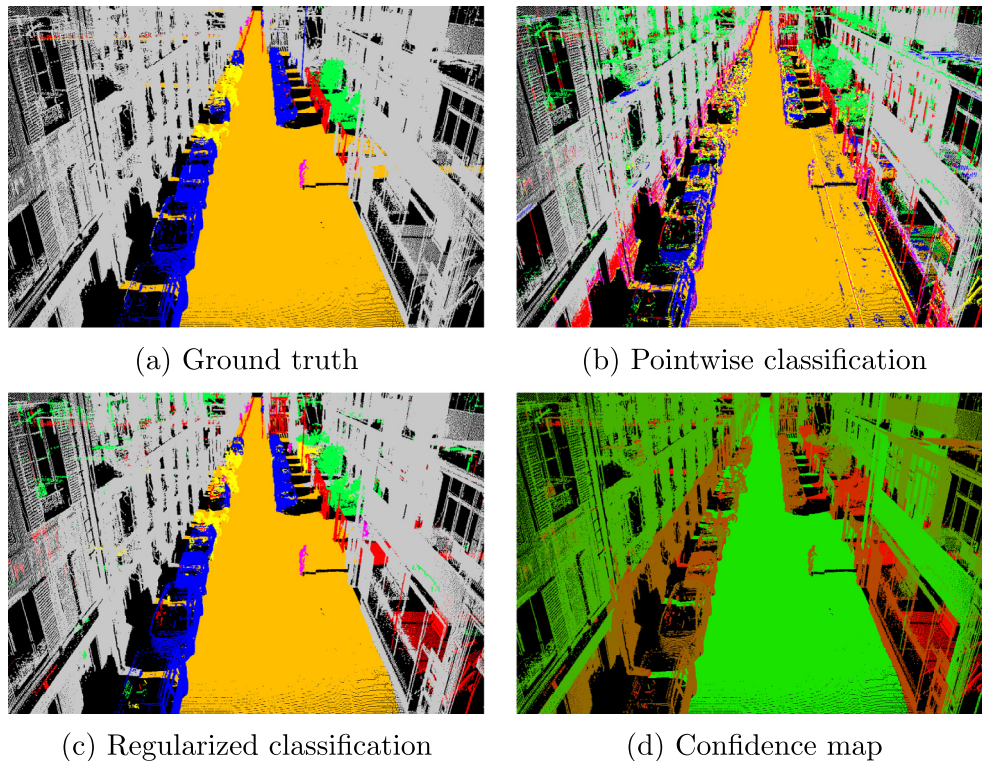 (a) Ground truth
(b) Pointwise classification
(c) Regularized classification
(d) Confidence map